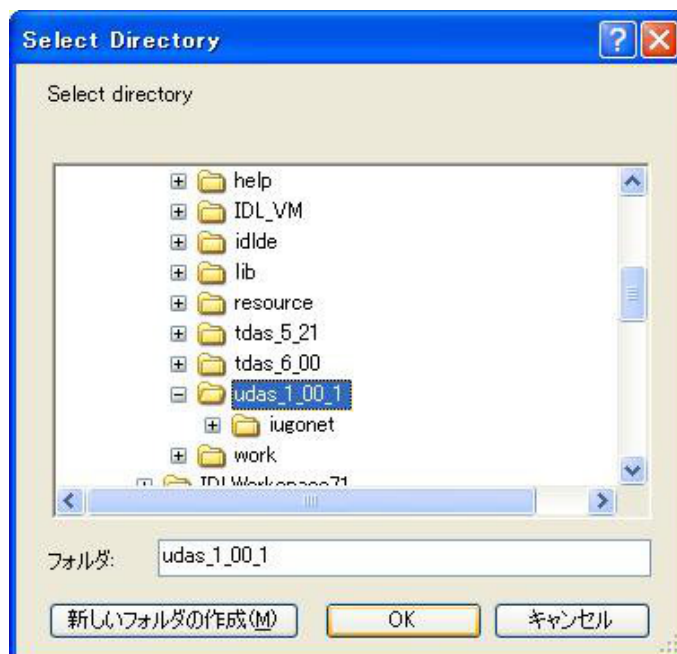 Select Directory
Select directory
help
IDL_VM
idlde
lib
resource
tdas_5_21
tdas_6_00
udas_1_00_1
iugonet
work
IDLWorkspace71
フォルダ: udas_1_00_1
新しいフォルダの作成(M) OK キャンセル